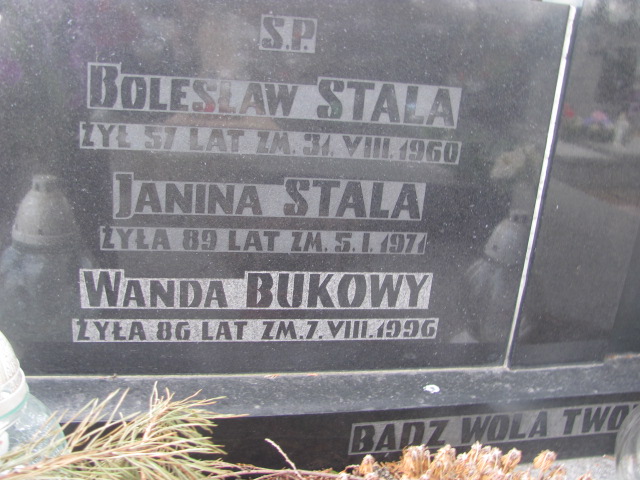 Ś.P.
BOLESŁAW STALA
ŻYŁ 57 LAT ZM. 31. VIII. 1960
JANINA STALA
ŻYŁA 89 LAT ZM. 5. I. 1971
WANDA BUKOWY
ŻYŁA 86 LAT ZM. 7. VIII. 1996
BĄDŹ WOLA TWO